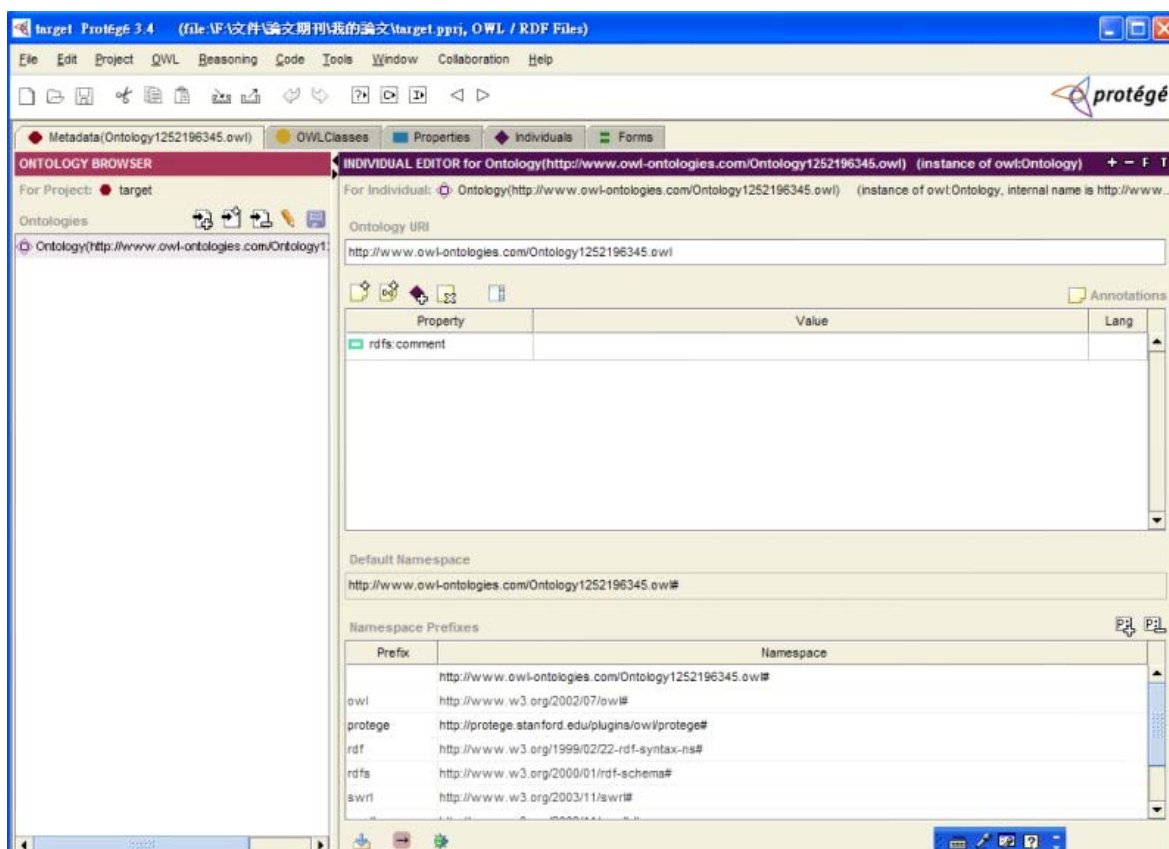 target Protégé 3.4 (file:\F:\文件\論文期刊\我的論文\target.pprj, OWL / RDF Files)
File Edit Project OWL Reasoning Code Tools Window Collaboration Help
protégé
Metadata(Ontology1252196345.owl) OWLClasses Properties Individuals Forms
ONTOLOGY BROWSER
For Project: target
Ontologies
Ontology(http://www.owl-ontologies.com/Ontology1
INDIVIDUAL EDITOR for Ontology(http://www.owl-ontologies.com/Ontology1252196345.owl) (instance of owl:Ontology) + − F T
For Individual: Ontology(http://www.owl-ontologies.com/Ontology1252196345.owl) (instance of owl:Ontology, internal name is http://www...
Ontology URI
http://www.owl-ontologies.com/Ontology1252196345.owl
Annotations
Property Value Lang
rdfs:comment
Default Namespace
http://www.owl-ontologies.com/Ontology1252196345.owl#
Namespace Prefixes
Prefix Namespace
http://www.owl-ontologies.com/Ontology1252196345.owl#
owl http://www.w3.org/2002/07/owl#
protege http://protege.stanford.edu/plugins/owl/protege#
rdf http://www.w3.org/1999/02/22-rdf-syntax-ns#
rdfs http://www.w3.org/2000/01/rdf-schema#
swrl http://www.w3.org/2003/11/swrl#